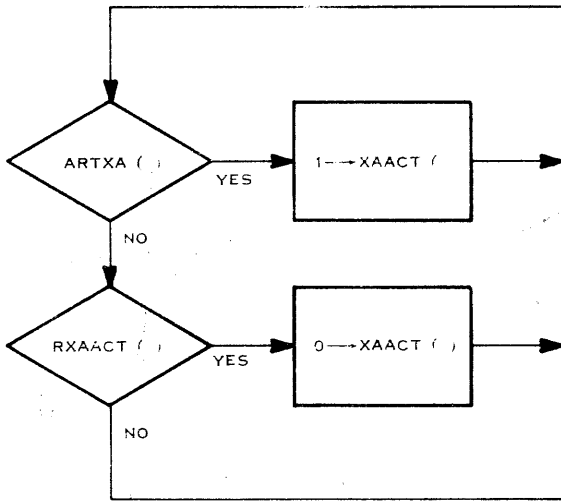 ARTXA ( )
YES
1→XAACT (
NO
RXAACT ( )
YES
0→XAACT ( )
NO